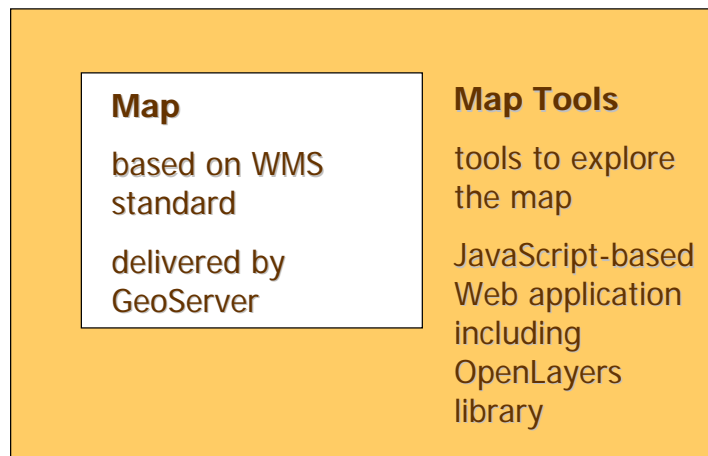 Map
based on WMS
standard
delivered by
GeoServer
Map Tools
tools to explore
the map
JavaScript-based
Web application
including
OpenLayers
library